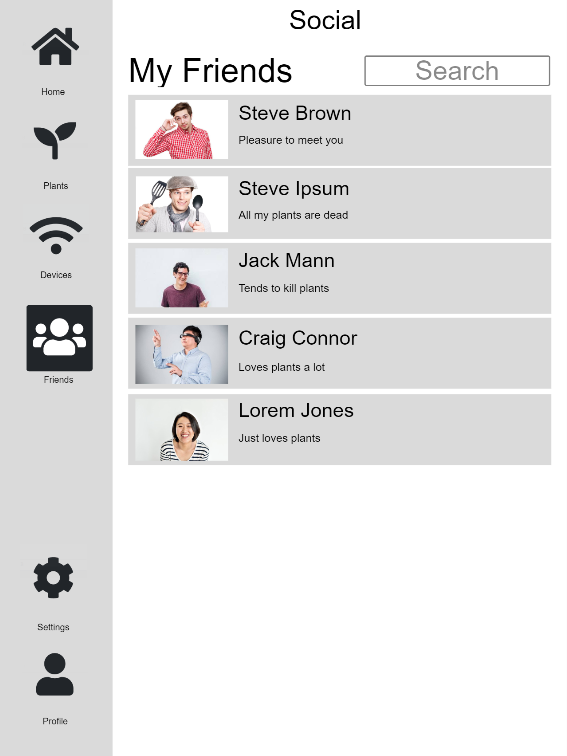 Social
My Friends
Search
Home
Plants
Devices
Friends
Settings
Profile
Steve Brown
Pleasure to meet you
Steve Ipsum
All my plants are dead
Jack Mann
Tends to kill plants
Craig Connor
Loves plants a lot
Lorem Jones
Just loves plants